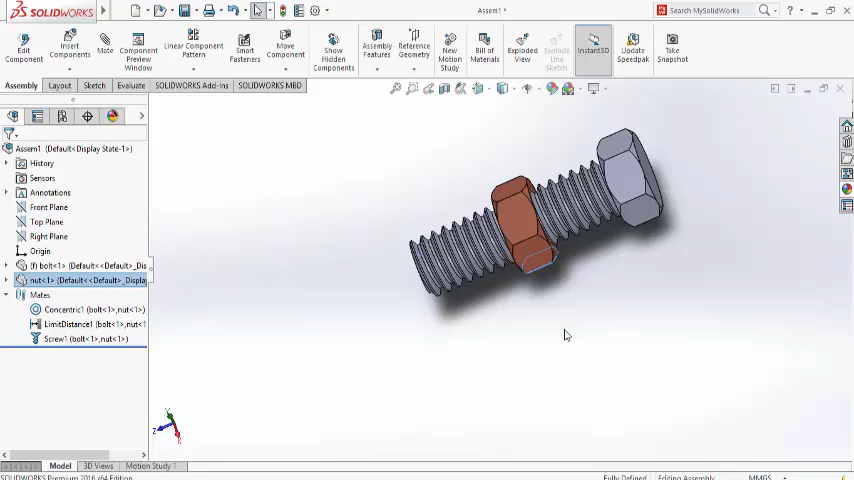 SOLIDWORKS
Assem1 *
Search MySolidWorks
Edit Component
Insert Components
Mate
Component Preview Window
Linear Component Pattern
Smart Fasteners
Move Component
Show Hidden Components
Assembly Features
Reference Geometry
New Motion Study
Bill of Materials
Exploded View
Explode Line Sketch
Instant3D
Update Speedpak
Take Snapshot
Assembly
Layout
Sketch
Evaluate
SOLIDWORKS Add-Ins
SOLIDWORKS MBD
Assem1 (Default<Display State-1>)
History
Sensors
Annotations
Front Plane
Top Plane
Right Plane
Origin
(f) bolt<1> (Default<<Default>_Dis
nut<1> (Default<<Default>_Display
Mates
Concentric1 (bolt<1>,nut<1>)
LimitDistance1 (bolt<1>,nut<1>
Screw1 (bolt<1>,nut<1>)
Y
Z
Model
3D Views
Motion Study 1
SOLIDWORKS Premium 2016 x64 Edition
Fully Defined
Editing Assembly
MMGS